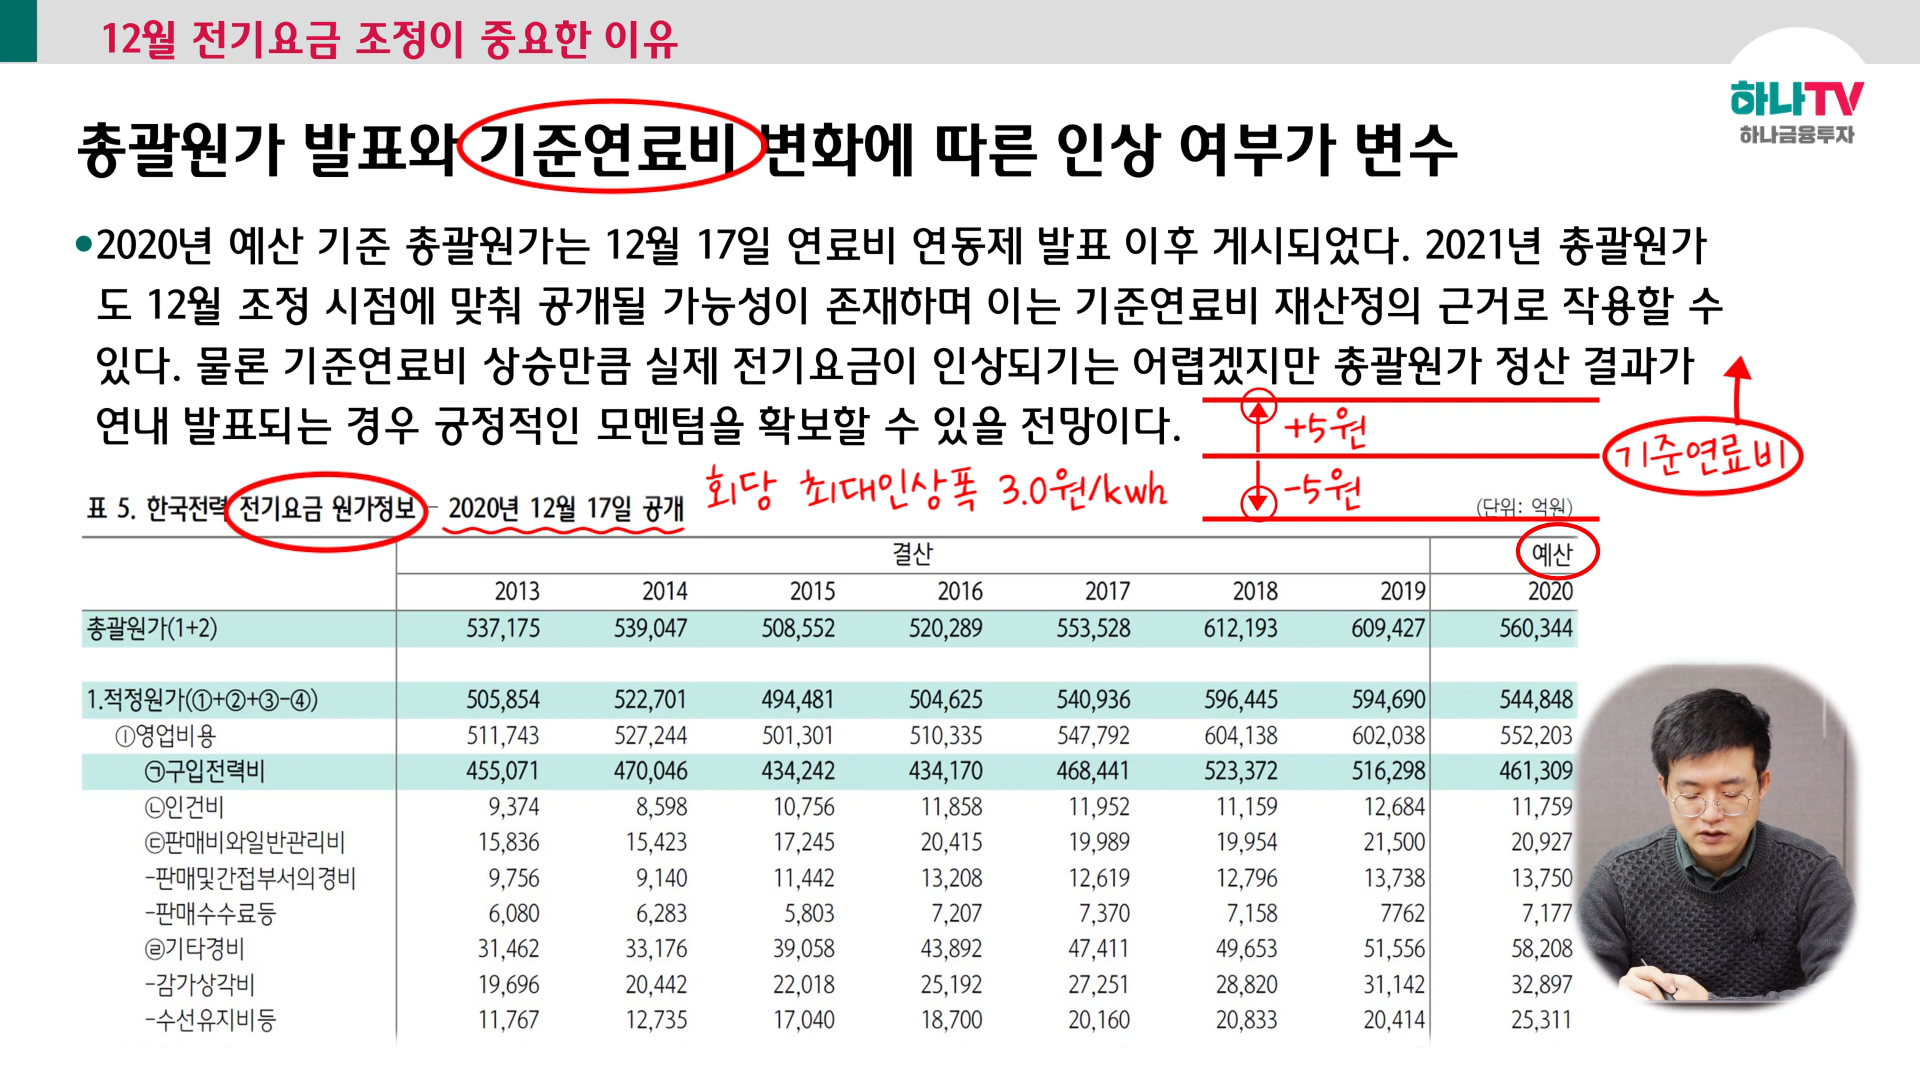 12월 전기요금 조정이 중요한 이유
하나TV
하나금융투자
총괄원가 발표와 기준연료비 변화에 따른 인상 여부가 변수
•2020년 예산 기준 총괄원가는 12월 17일 연료비 연동제 발표 이후 게시되었다. 2021년 총괄원가
도 12월 조정 시점에 맞춰 공개될 가능성이 존재하며 이는 기준연료비 재산정의 근거로 작용할 수
있다. 물론 기준연료비 상승만큼 실제 전기요금이 인상되기는 어렵겠지만 총괄원가 정산 결과가
연내 발표되는 경우 긍정적인 모멘텀을 확보할 수 있을 전망이다.
+5원
기준연료비
회당 최대인상폭 3.0원/kwh
-5원
표 5. 한국전력 전기요금 원가정보 - 2020년 12월 17일 공개
(단위: 억원)
결산 예산
2013 2014 2015 2016 2017 2018 2019 2020
총괄원가(1+2) 537,175 539,047 508,552 520,289 553,528 612,193 609,427 560,344
1.적정원가(①+②+③-④) 505,854 522,701 494,481 504,625 540,936 596,445 594,690 544,848
①영업비용 511,743 527,244 501,301 510,335 547,792 604,138 602,038 552,203
㉠구입전력비 455,071 470,046 434,242 434,170 468,441 523,372 516,298 461,309
㉡인건비 9,374 8,598 10,756 11,858 11,952 11,159 12,684 11,759
㉢판매비와일반관리비 15,836 15,423 17,245 20,415 19,989 19,954 21,500 20,927
-판매및간접부서의경비 9,756 9,140 11,442 13,208 12,619 12,796 13,738 13,750
-판매수수료등 6,080 6,283 5,803 7,207 7,370 7,158 7762 7,177
㉣기타경비 31,462 33,176 39,058 43,892 47,411 49,653 51,556 58,208
-감가상각비 19,696 20,442 22,018 25,192 27,251 28,820 31,142 32,897
-수선유지비등 11,767 12,735 17,040 18,700 20,160 20,833 20,414 25,311